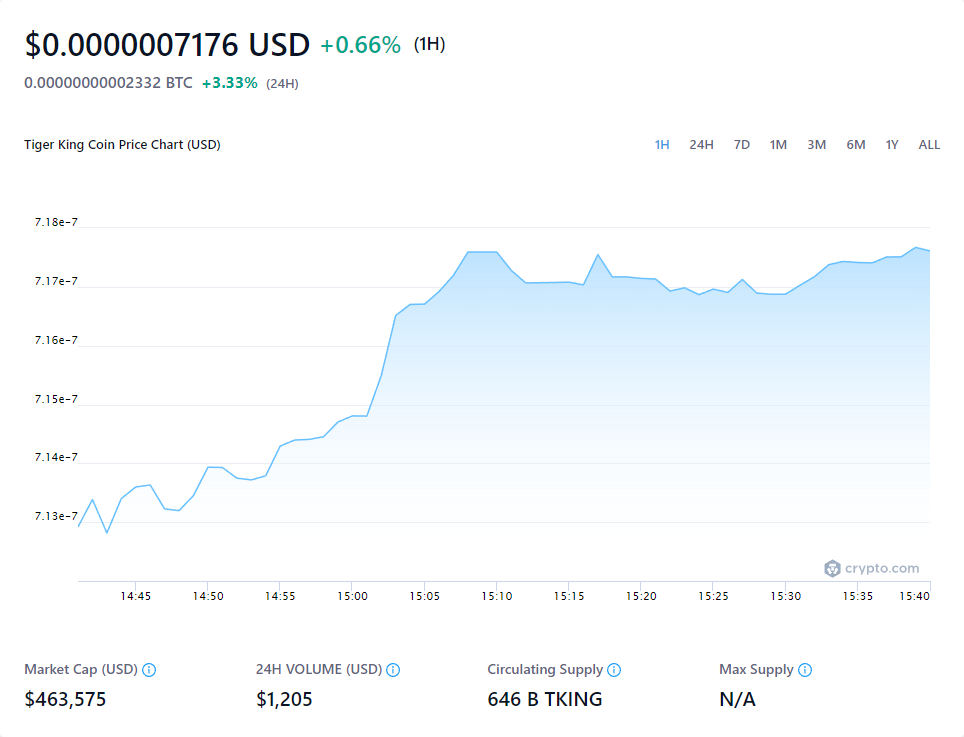 $0.0000007176 USD +0.66% (1H)
0.00000000002332 BTC +3.33% (24H)
Tiger King Coin Price Chart (USD) 1H 24H 7D 1M 3M 6M 1Y ALL
7.18e-7
7.17e-7
7.16e-7
7.15e-7
7.14e-7
7.13e-7
crypto.com
14:45 14:50 14:55 15:00 15:05 15:10 15:15 15:20 15:25 15:30 15:35 15:40
Market Cap (USD) 24H VOLUME (USD) Circulating Supply Max Supply
$463,575 $1,205 646 B TKING N/A